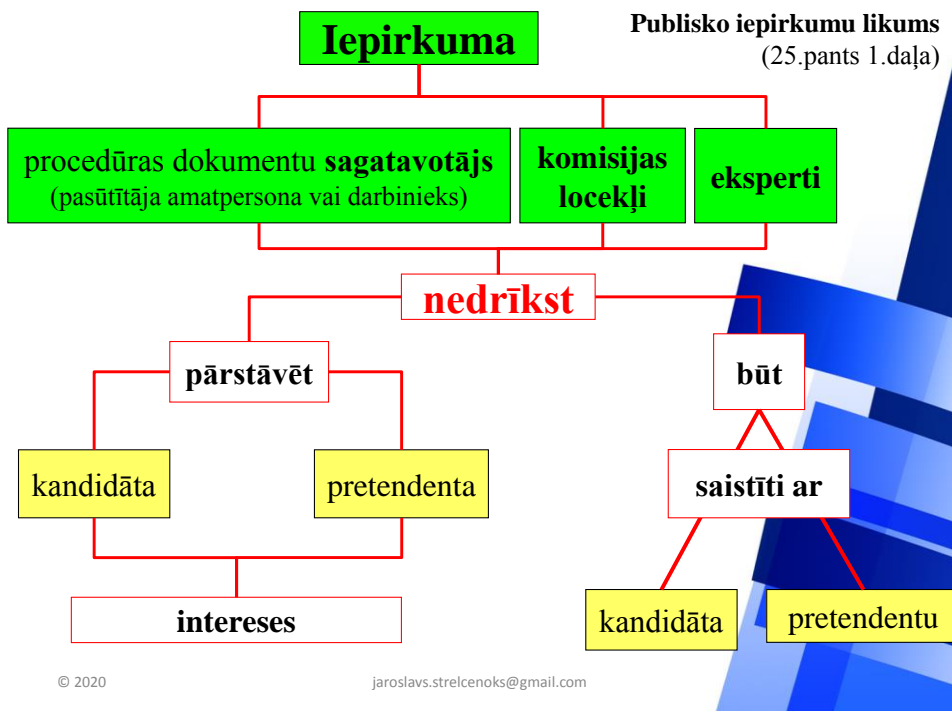 Publisko iepirkumu likums
(25.pants 1.daļa)
Iepirkuma
procedūras dokumentu sagatavotājs
(pasūtītāja amatpersona vai darbinieks)
komisijas
locekļi
eksperti
nedrīkst
pārstāvēt
būt
kandidāta
pretendenta
saistīti ar
intereses
kandidāta
pretendentu
© 2020
jaroslavs.strelcenoks@gmail.com